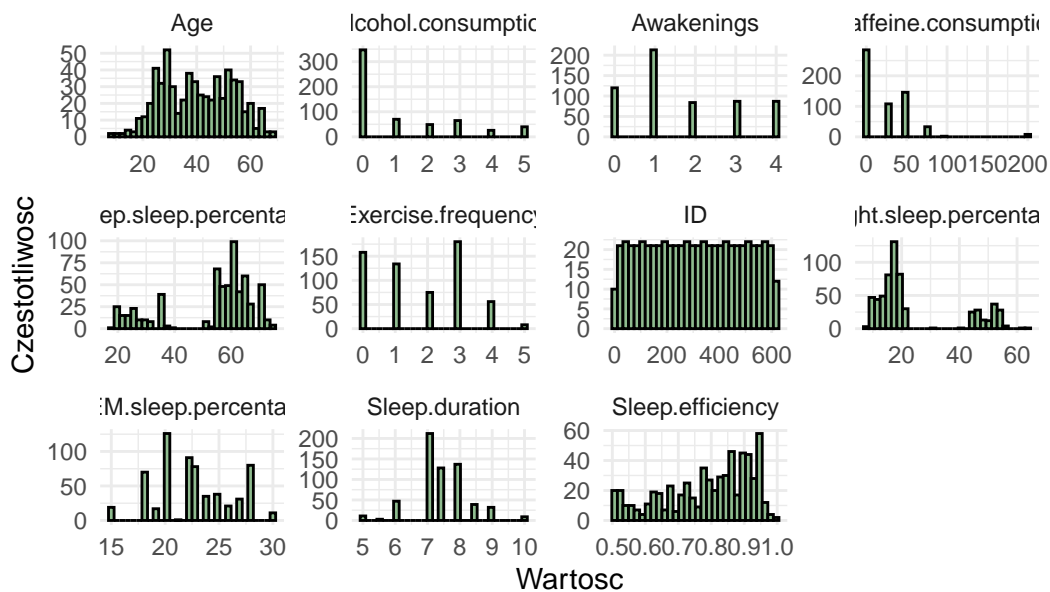 Age
lcohol.consumptic
Awakenings
affeine.consumptio
50
40
30
20
10
0
300
200
100
0
200
150
100
50
0
200
100
0
20 40 60
0 1 2 3 4 5
0 1 2 3 4
0 50 100150200
ep.sleep.percenta
Exercise.frequency
ID
ght.sleep.percenta
100
75
50
25
0
150
100
50
0
20
15
10
5
0
100
50
0
20 40 60
0 1 2 3 4 5
0 200 400 600
20 40 60
EM.sleep.percenta
Sleep.duration
Sleep.efficiency
100
50
0
200
150
100
50
0
60
40
20
0
15 20 25 30
5 6 7 8 9 10
0.50.60.70.80.91.0
Czestotliwosc
Wartosc